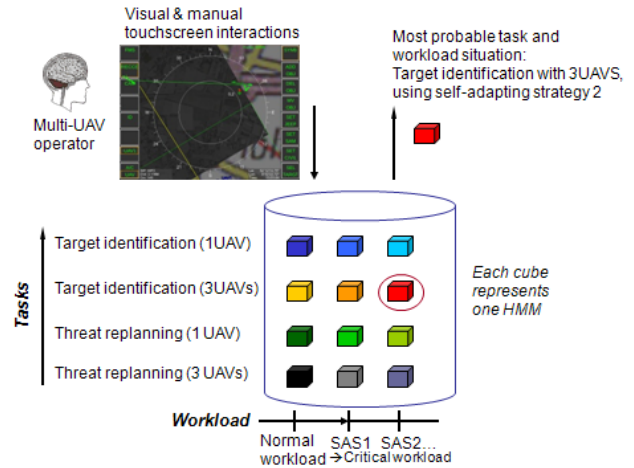 Visual & manual
touchscreen interactions
Most probable task and
workload situation:
Target identification with 3UAVS,
using self-adapting strategy 2
Multi-UAV
operator
Target identification (1UAV)
Target identification (3UAVs)
Threat replanning (1 UAV)
Threat replanning (3 UAVs)
Tasks
Each cube
represents
one HMM
Workload
Normal
workload
SAS1
SAS2...
→Critical workload